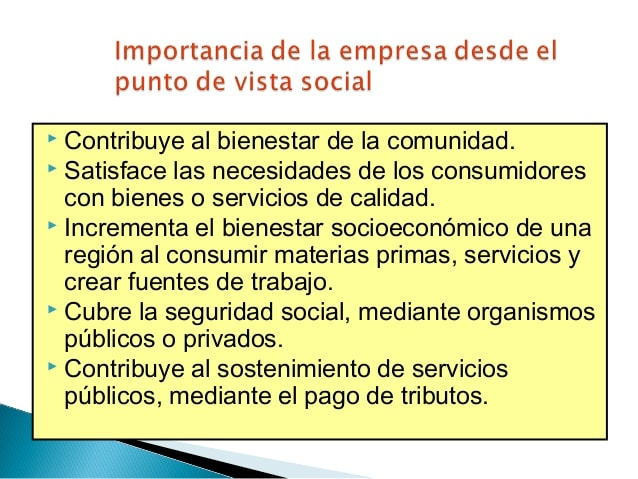 Importancia de la empresa desde el
punto de vista social
Contribuye al bienestar de la comunidad.
Satisface las necesidades de los consumidores
con bienes o servicios de calidad.
Incrementa el bienestar socioeconómico de una
región al consumir materias primas, servicios y
crear fuentes de trabajo.
Cubre la seguridad social, mediante organismos
públicos o privados.
Contribuye al sostenimiento de servicios
públicos, mediante el pago de tributos.